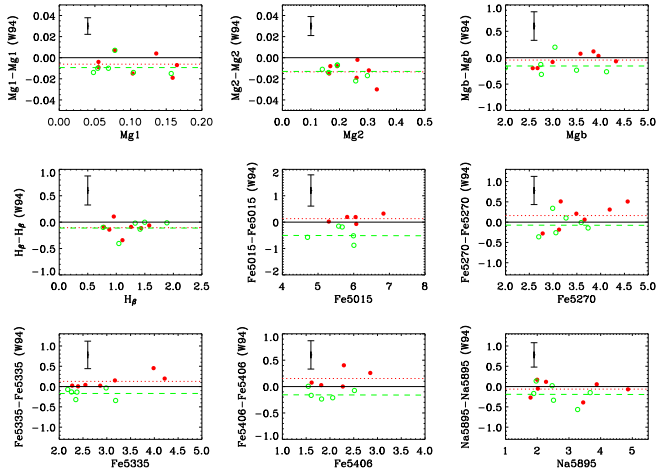 0.04
0.02
0.00
-0.02
-0.04
Mg1-Mg1 (W94)
0.00 0.05 0.10 0.15 0.20
Mg1
0.04
0.02
0.00
-0.02
-0.04
Mg2-Mg2 (W94)
0.0 0.1 0.2 0.3 0.4 0.5
Mg2
1.0
0.5
0.0
-0.5
-1.0
Mgb-Mgb (W94)
2.0 2.5 3.0 3.5 4.0 4.5 5.0
Mgb
1.0
0.5
0.0
-0.5
-1.0
Hβ-Hβ (W94)
0.0 0.5 1.0 1.5 2.0 2.5
Hβ
2
1
0
-1
-2
Fe5015-Fe5015 (W94)
4 5 6 7 8
Fe5015
1.0
0.5
0.0
-0.5
-1.0
Fe5270-Fe5270 (W94)
2.0 2.5 3.0 3.5 4.0 4.5 5.0
Fe5270
1.0
0.5
0.0
-0.5
-1.0
Fe5335-Fe5335 (W94)
2.0 2.5 3.0 3.5 4.0 4.5 5.0
Fe5335
1.0
0.5
0.0
-0.5
-1.0
Fe5406-Fe5406 (W94)
1.0 1.5 2.0 2.5 3.0 3.5 4.0
Fe5406
1.0
0.5
0.0
-0.5
-1.0
Na5895-Na5895 (W94)
1 2 3 4 5
Na5895